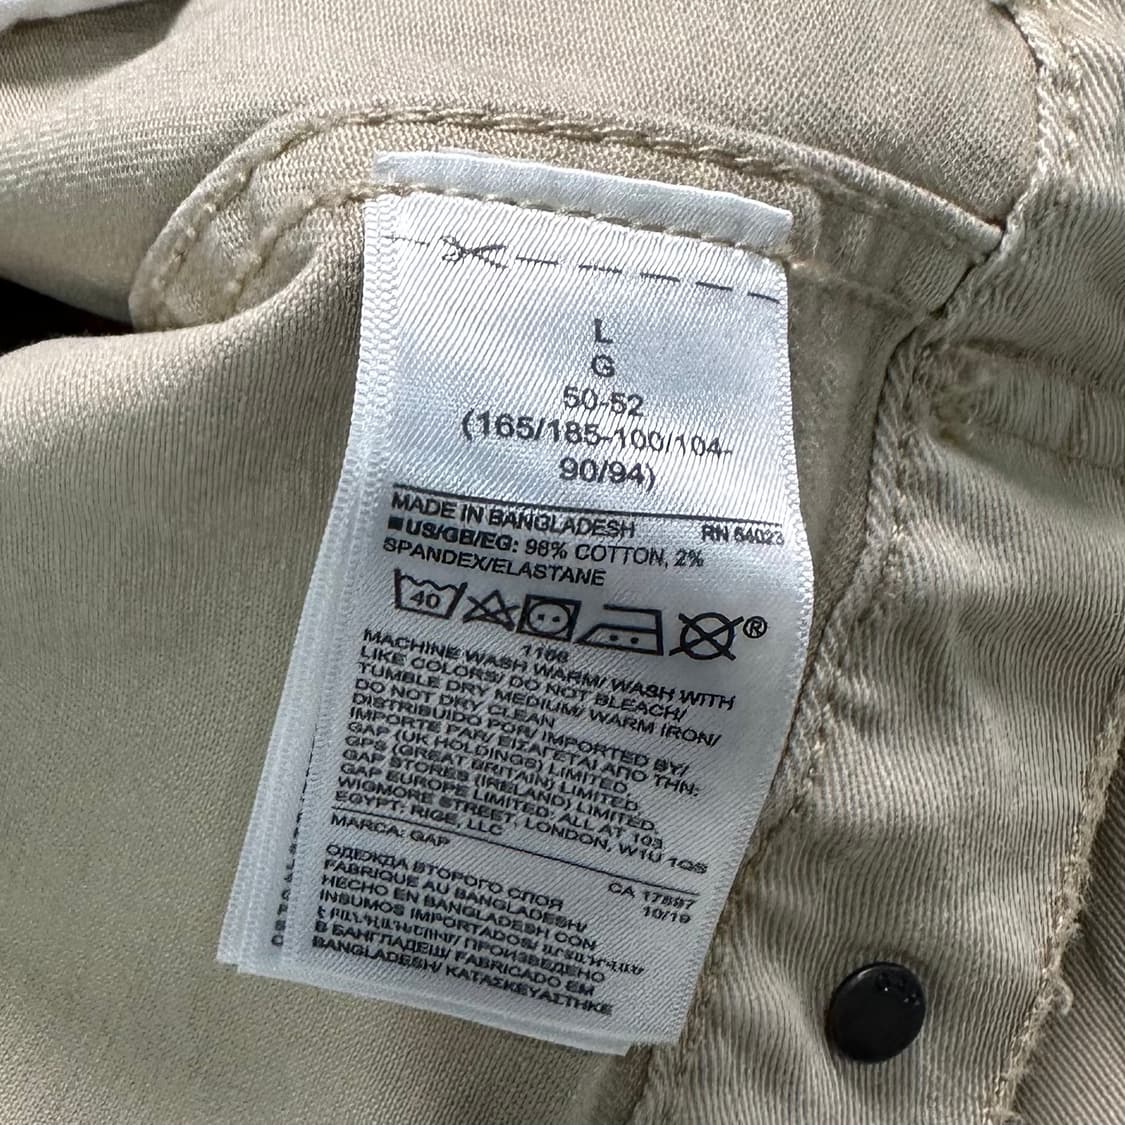 L
G
50-52
(165/185-100/104-
90/94)
MADE IN BANGLADESH RN 54023
US/GB/EG: 98% COTTON, 2%
SPANDEX/ELASTANE
40 ®
1166
MACHINE WASH WARM/ WASH WITH
LIKE COLORS/ DO NOT BLEACH/
TUMBLE DRY MEDIUM/ WARM IRON/
DO NOT DRY CLEAN
DISTRIBUIDO POR/ IMPORTED BY/
IMPORTE PAR/ ΕΙΣΑΓΕΤΑΙ ΑΠΟ ΤΗΝ:
GAP (UK HOLDINGS) LIMITED,
GPS (GREAT BRITAIN) LIMITED,
GAP STORES (IRELAND) LIMITED,
GAP EUROPE LIMITED: ALL AT 103
WIGMORE STREET, LONDON, W1U 1QS
EGYPT: RIGE, LLC
MARCA: GAP
CA 17897
10/19
ОДЕЖДА ВТОРОГО СЛОЯ
FABRIQUE AU BANGLADESH/
HECHO EN BANGLADESH CON
INSUMOS IMPORTADOS/
ПРОИЗВЕДЕНО
В БАНГЛАДЕШ/ FABRICADO EM
BANGLADESH/ ΚΑΤΑΣΚΕΥΑΣΤΗΚΕ